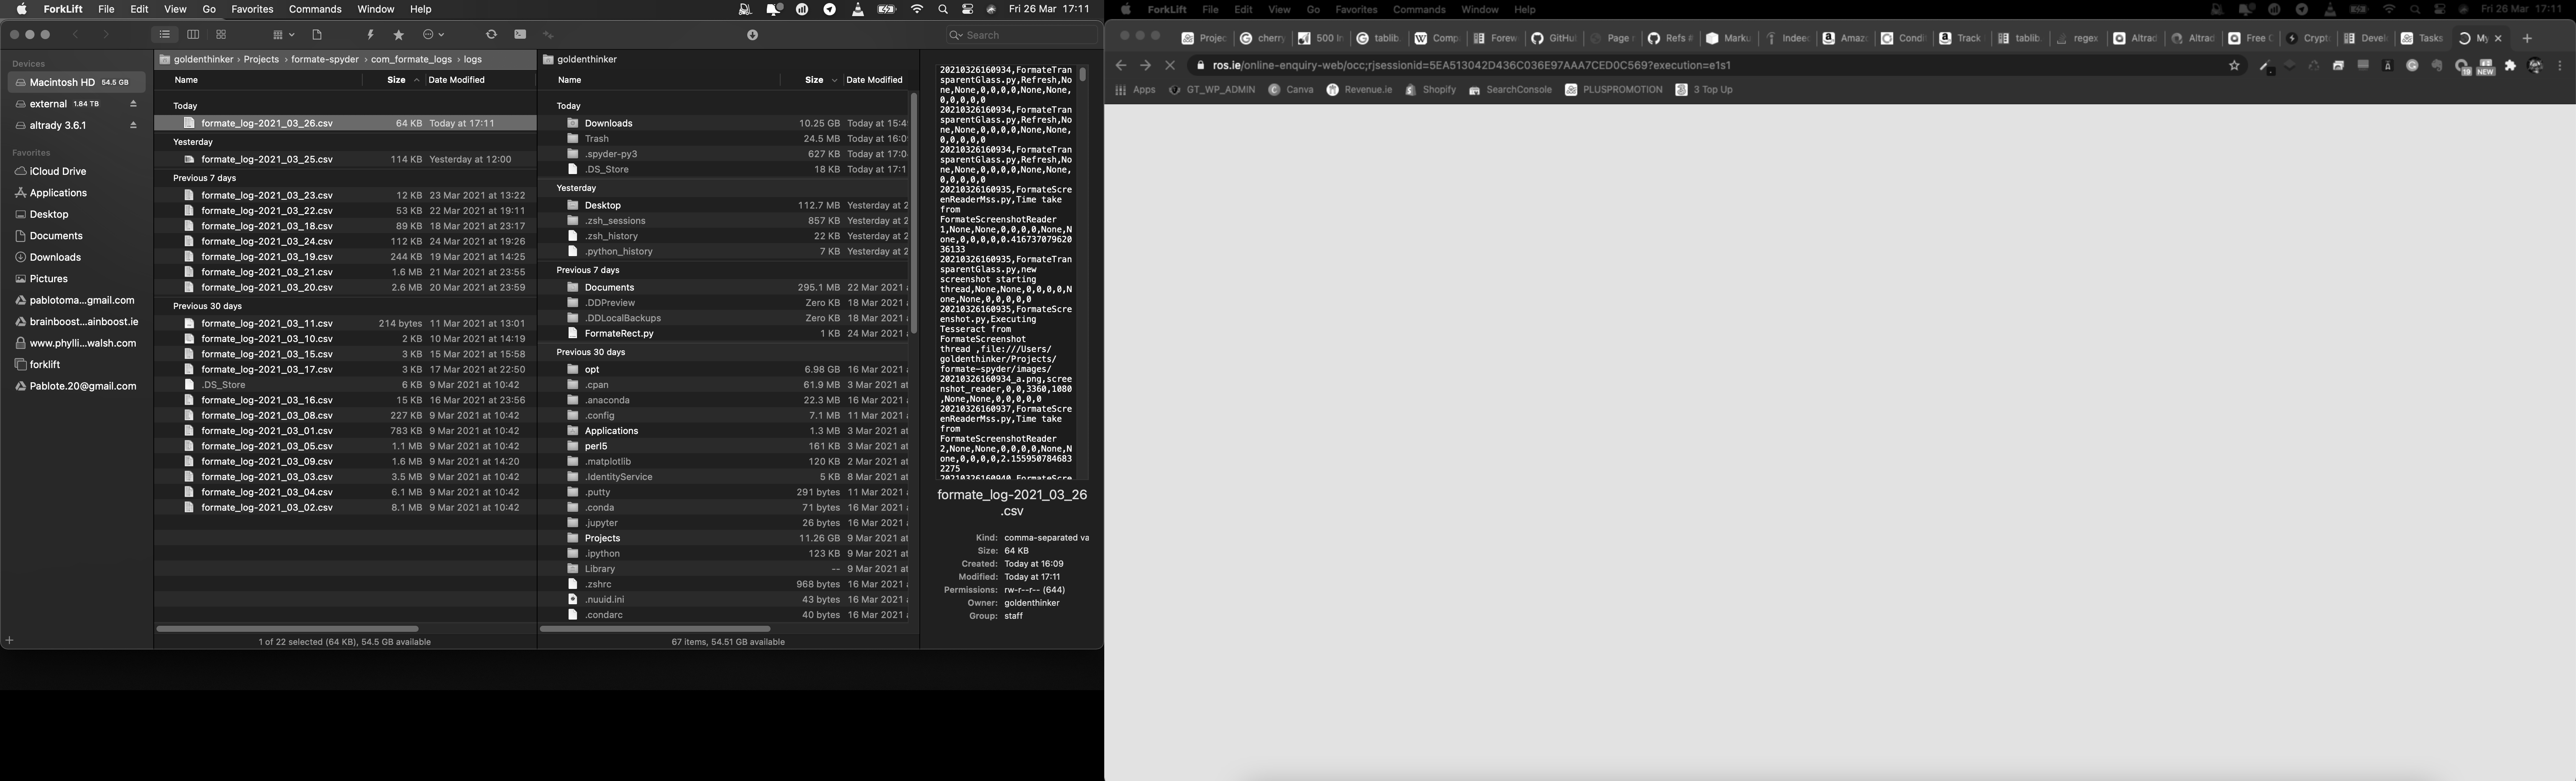 ForkLift File Edit View Go Favorites Commands Window Help Fri 26 Mar 17:11
Search
Devices
Macintosh HD 54.5 GB
external 1.84 TB
altrady 3.6.1
Favorites
iCloud Drive
Applications
Desktop
Documents
Downloads
Pictures
pablotoma...gmail.com
brainboost...ainboost.ie
www.phylli...walsh.com
forklift
Pablote.20@gmail.com
goldenthinker › Projects › formate-spyder › com_formate_logs › logs
Name Size Date Modified
Today
formate_log-2021_03_26.csv 64 KB Today at 17:11
Yesterday
formate_log-2021_03_25.csv 114 KB Yesterday at 12:00
Previous 7 days
formate_log-2021_03_23.csv 12 KB 23 Mar 2021 at 13:22
formate_log-2021_03_22.csv 53 KB 22 Mar 2021 at 19:11
formate_log-2021_03_18.csv 89 KB 18 Mar 2021 at 23:17
formate_log-2021_03_24.csv 112 KB 24 Mar 2021 at 19:26
formate_log-2021_03_19.csv 244 KB 19 Mar 2021 at 14:25
formate_log-2021_03_21.csv 1.6 MB 21 Mar 2021 at 23:55
formate_log-2021_03_20.csv 2.6 MB 20 Mar 2021 at 23:59
Previous 30 days
formate_log-2021_03_11.csv 214 bytes 11 Mar 2021 at 13:01
formate_log-2021_03_10.csv 2 KB 10 Mar 2021 at 14:19
formate_log-2021_03_15.csv 3 KB 15 Mar 2021 at 15:58
formate_log-2021_03_17.csv 3 KB 17 Mar 2021 at 22:50
.DS_Store 6 KB 9 Mar 2021 at 10:42
formate_log-2021_03_16.csv 15 KB 16 Mar 2021 at 23:56
formate_log-2021_03_08.csv 227 KB 9 Mar 2021 at 10:42
formate_log-2021_03_01.csv 783 KB 9 Mar 2021 at 10:42
formate_log-2021_03_05.csv 1.1 MB 9 Mar 2021 at 10:42
formate_log-2021_03_09.csv 1.6 MB 9 Mar 2021 at 14:20
formate_log-2021_03_03.csv 3.5 MB 9 Mar 2021 at 10:42
formate_log-2021_03_04.csv 6.1 MB 9 Mar 2021 at 10:42
formate_log-2021_03_02.csv 8.1 MB 9 Mar 2021 at 10:42
1 of 22 selected (64 KB), 54.5 GB available
goldenthinker
Name Size Date Modified
Today
Downloads 10.25 GB Today at 15:4
Trash 24.5 MB Today at 16:0
.spyder-py3 627 KB Today at 17:0
.DS_Store 18 KB Today at 17:1
Yesterday
Desktop 112.7 MB Yesterday at 2
.zsh_sessions 857 KB Yesterday at 2
.zsh_history 22 KB Yesterday at 2
.python_history 7 KB Yesterday at 2
Previous 7 days
Documents 295.1 MB 22 Mar 2021
.DDPreview Zero KB 18 Mar 2021
.DDLocalBackups Zero KB 18 Mar 2021
FormateRect.py 1 KB 24 Mar 2021
Previous 30 days
opt 6.98 GB 16 Mar 2021
.cpan 61.9 MB 3 Mar 2021 at
.anaconda 22.3 MB 16 Mar 2021
.config 7.1 MB 11 Mar 2021
Applications 1.3 MB 3 Mar 2021 at
perl5 161 KB 3 Mar 2021 at
.matplotlib 120 KB 2 Mar 2021 at
.IdentityService 5 KB 8 Mar 2021 at
.putty 291 bytes 11 Mar 2021
.conda 71 bytes 16 Mar 2021
.jupyter 26 bytes 16 Mar 2021
Projects 11.26 GB 9 Mar 2021 at
.ipython 123 KB 9 Mar 2021 at
Library -- 9 Mar 2021 at
.zshrc 968 bytes 16 Mar 2021
.nuuid.ini 43 bytes 16 Mar 2021
.condarc 40 bytes 16 Mar 2021
67 items, 54.51 GB available
20210326160934,FormateTran
sparentGlass.py,Refresh,No
ne,None,0,0,0,0,None,None,
0,0,0,0,0
20210326160934,FormateTran
sparentGlass.py,Refresh,No
ne,None,0,0,0,0,None,None,
0,0,0,0,0
20210326160934,FormateTran
sparentGlass.py,Refresh,No
ne,None,0,0,0,0,None,None,
0,0,0,0,0
20210326160935,FormateScre
enReaderMss.py,Time take
from
FormateScreenshotReader
1,None,None,0,0,0,0,None,N
one,0,0,0,0,0.416737079620
36133
20210326160935,FormateTran
sparentGlass.py,new
screenshot starting
thread,None,None,0,0,0,0,N
one,None,0,0,0,0,0
20210326160935,FormateScre
enshot.py,Executing
Tesseract from
FormateScreenshot
thread ,file:///Users/
goldenthinker/Projects/
formate-spyder/images/
20210326160934_a.png,scree
nshot_reader,0,0,3360,1080
,None,None,0,0,0,0,0
20210326160937,FormateScre
enReaderMss.py,Time take
from
FormateScreenshotReader
2,None,None,0,0,0,0,None,N
one,0,0,0,0,2.155950784683
2275
20210326160940,FormateScre
formate_log-2021_03_26
.csv
Kind: comma-separated va
Size: 64 KB
Created: Today at 16:09
Modified: Today at 17:11
Permissions: rw-r--r-- (644)
Owner: goldenthinker
Group: staff
ForkLift File Edit View Go Favorites Commands Window Help Fri 26 Mar 17:11
Projec cherry 500 In tablib. Comp Forew GitHu Page Refs # Marku Indeed Amaz Condi Track tablib. regex Altrad Altrad Free C Crypt Devel Tasks My
ros.ie/online-enquiry-web/occ;rjsessionid=5EA513042D436C036E97AAA7CED0C569?execution=e1s1
19 NEW
Apps GT_WP_ADMIN Canva Revenue.ie Shopify SearchConsole PLUSPROMOTION 3 Top Up